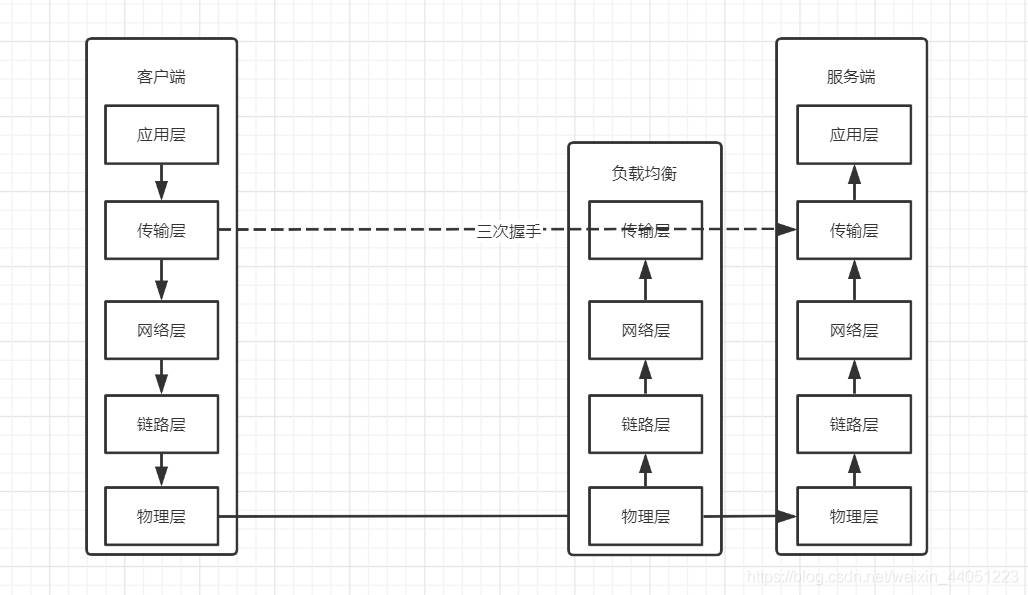 客户端
应用层
传输层
网络层
链路层
物理层
三次握手
负载均衡
传输层
网络层
链路层
物理层
服务端
应用层
传输层
网络层
链路层
物理层
https://blog.csdn.net/weixin_44051223